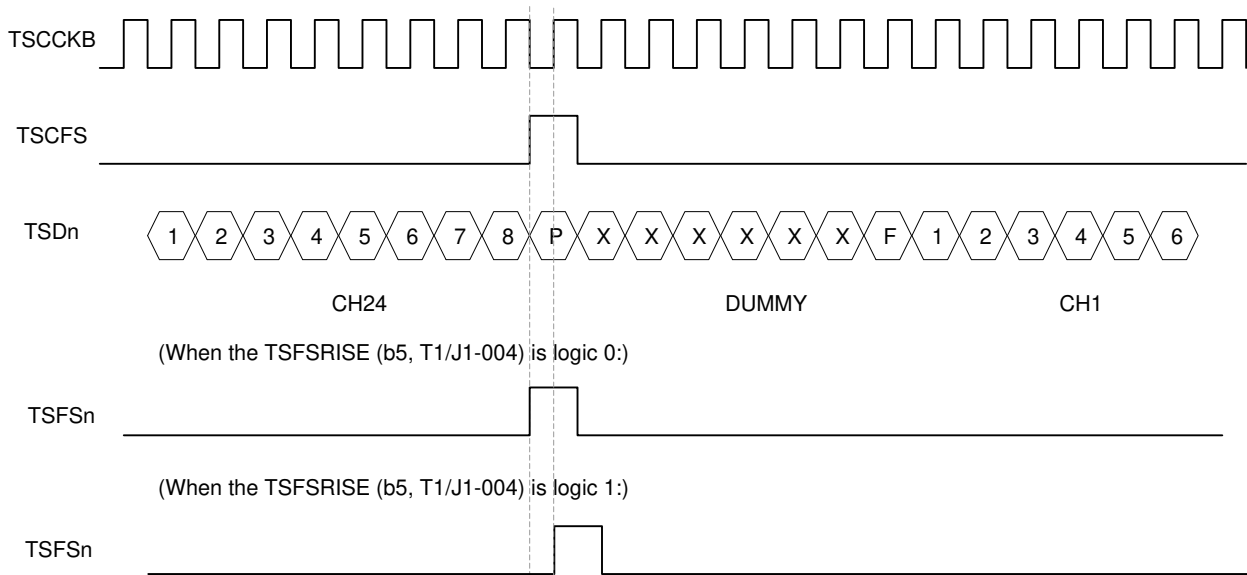 TSCCKB
TSCFS
TSDn 1 2 3 4 5 6 7 8 P X X X X X X F 1 2 3 4 5 6
CH24 DUMMY CH1
(When the TSFSRISE (b5, T1/J1-004) is logic 0:)
TSFSn
(When the TSFSRISE (b5, T1/J1-004) is logic 1:)
TSFSn